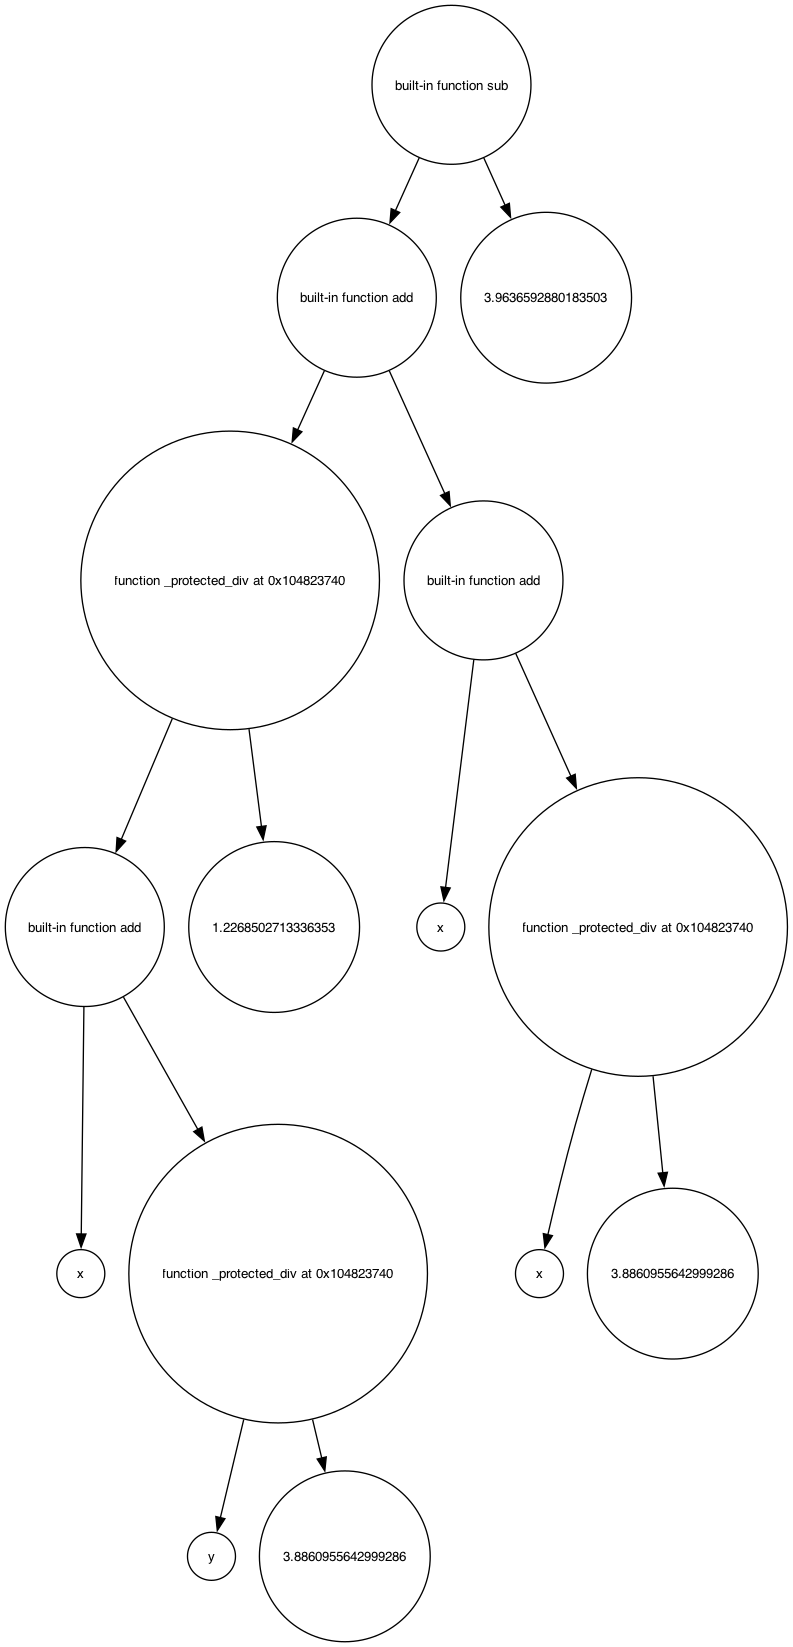 built-in function sub
built-in function add
3.9636592880183503
function _protected_div at 0x104823740
built-in function add
built-in function add
1.2268502713336353
x
function _protected_div at 0x104823740
x
function _protected_div at 0x104823740
x
3.8860955642999286
y
3.8860955642999286